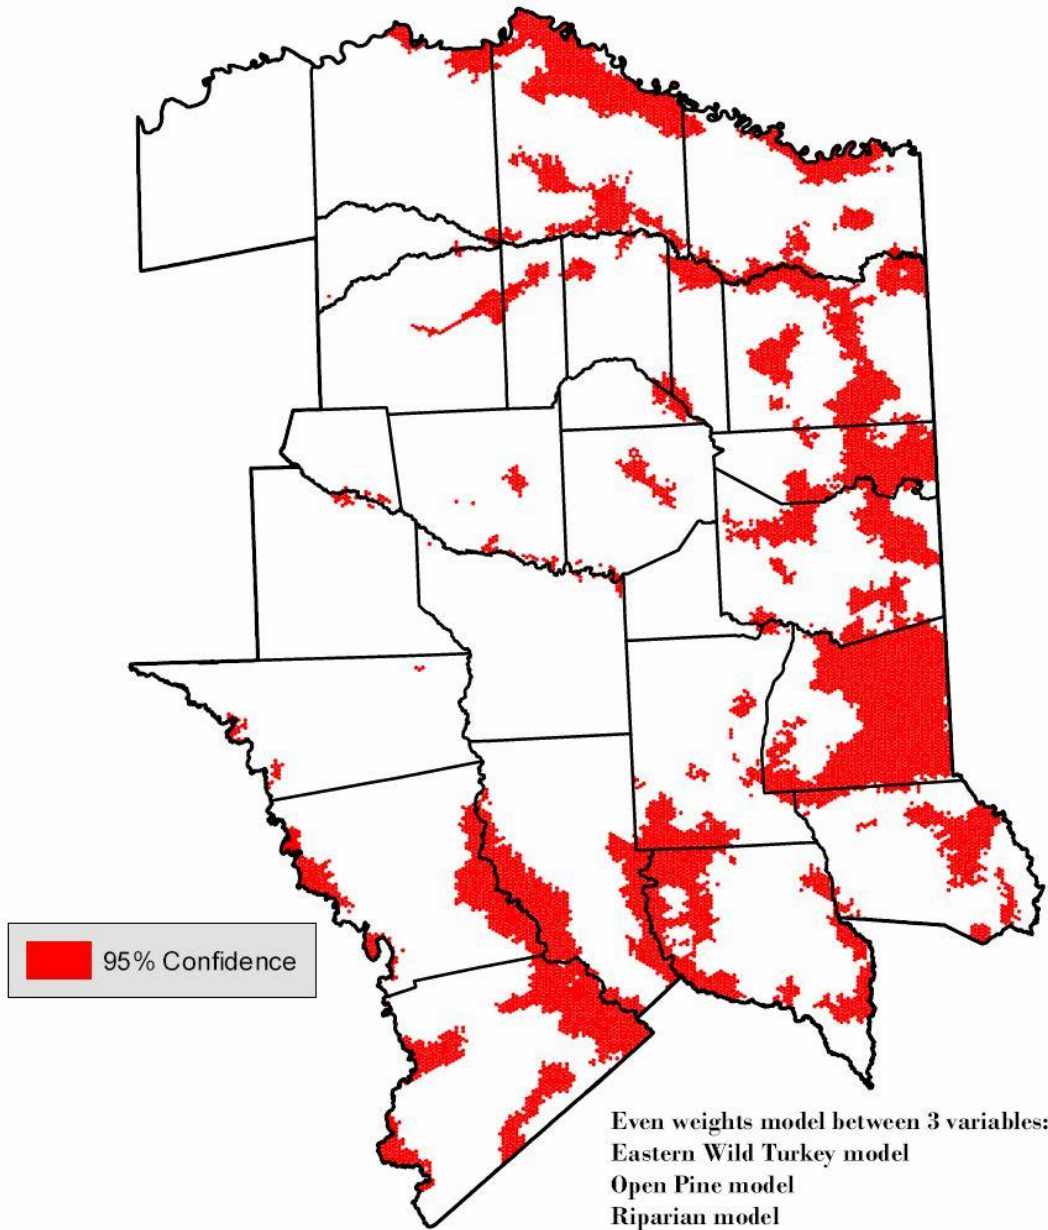 95% Confidence
Even weights model between 3 variables:
Eastern Wild Turkey model
Open Pine model
Riparian model